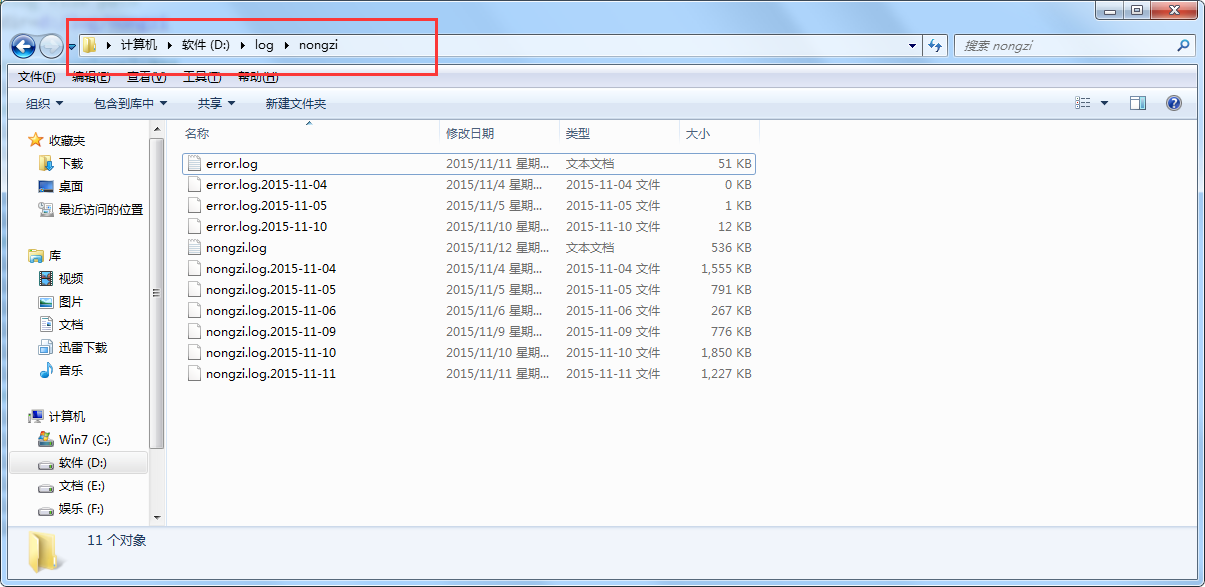 计算机 软件 (D:) log nongzi
搜索 nongzi
文件(F) 编辑(E) 查看(V) 工具(T) 帮助(H)
组织 包含到库中 共享 新建文件夹
收藏夹
下载
桌面
最近访问的位置
库
视频
图片
文档
迅雷下载
音乐
计算机
Win7 (C:)
软件 (D:)
文档 (E:)
娱乐 (F:)
名称 修改日期 类型 大小
error.log 2015/11/11 星期... 文本文档 51 KB
error.log.2015-11-04 2015/11/4 星期... 2015-11-04 文件 0 KB
error.log.2015-11-05 2015/11/5 星期... 2015-11-05 文件 1 KB
error.log.2015-11-10 2015/11/10 星期... 2015-11-10 文件 12 KB
nongzi.log 2015/11/12 星期... 文本文档 536 KB
nongzi.log.2015-11-04 2015/11/4 星期... 2015-11-04 文件 1,555 KB
nongzi.log.2015-11-05 2015/11/5 星期... 2015-11-05 文件 791 KB
nongzi.log.2015-11-06 2015/11/6 星期... 2015-11-06 文件 267 KB
nongzi.log.2015-11-09 2015/11/9 星期... 2015-11-09 文件 776 KB
nongzi.log.2015-11-10 2015/11/10 星期... 2015-11-10 文件 1,850 KB
nongzi.log.2015-11-11 2015/11/11 星期... 2015-11-11 文件 1,227 KB
11 个对象